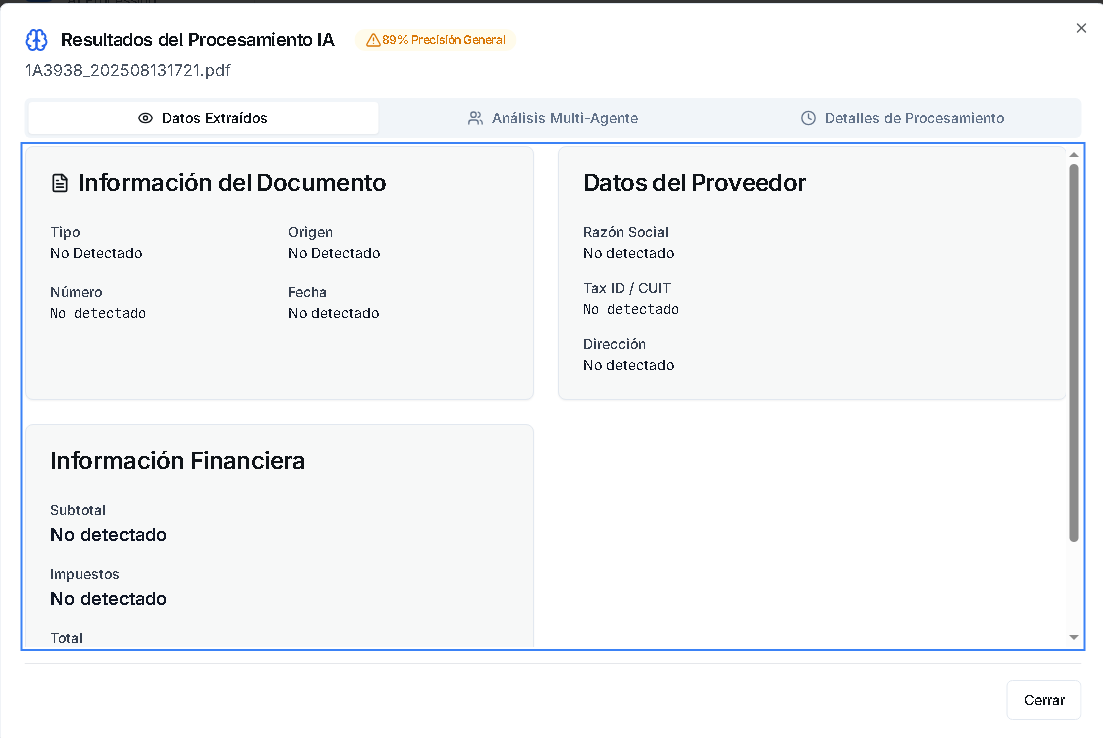 Resultados del Procesamiento IA
89% Precisión General
1A3938_202508131721.pdf
Datos Extraídos
Análisis Multi-Agente
Detalles de Procesamiento
Información del Documento
Tipo
No Detectado
Origen
No Detectado
Número
No detectado
Fecha
No detectado
Datos del Proveedor
Razón Social
No detectado
Tax ID / CUIT
No detectado
Dirección
No detectado
Información Financiera
Subtotal
No detectado
Impuestos
No detectado
Total
Cerrar